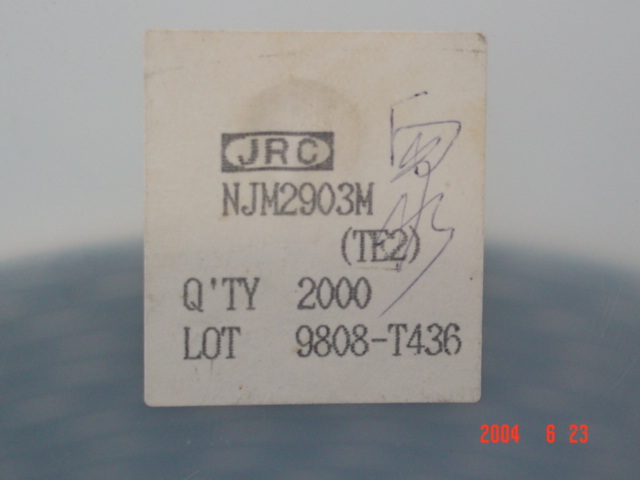 JRC
NJM2903M
(TE2)
Q'TY 2000
LOT 9808-T436
2004 6 23